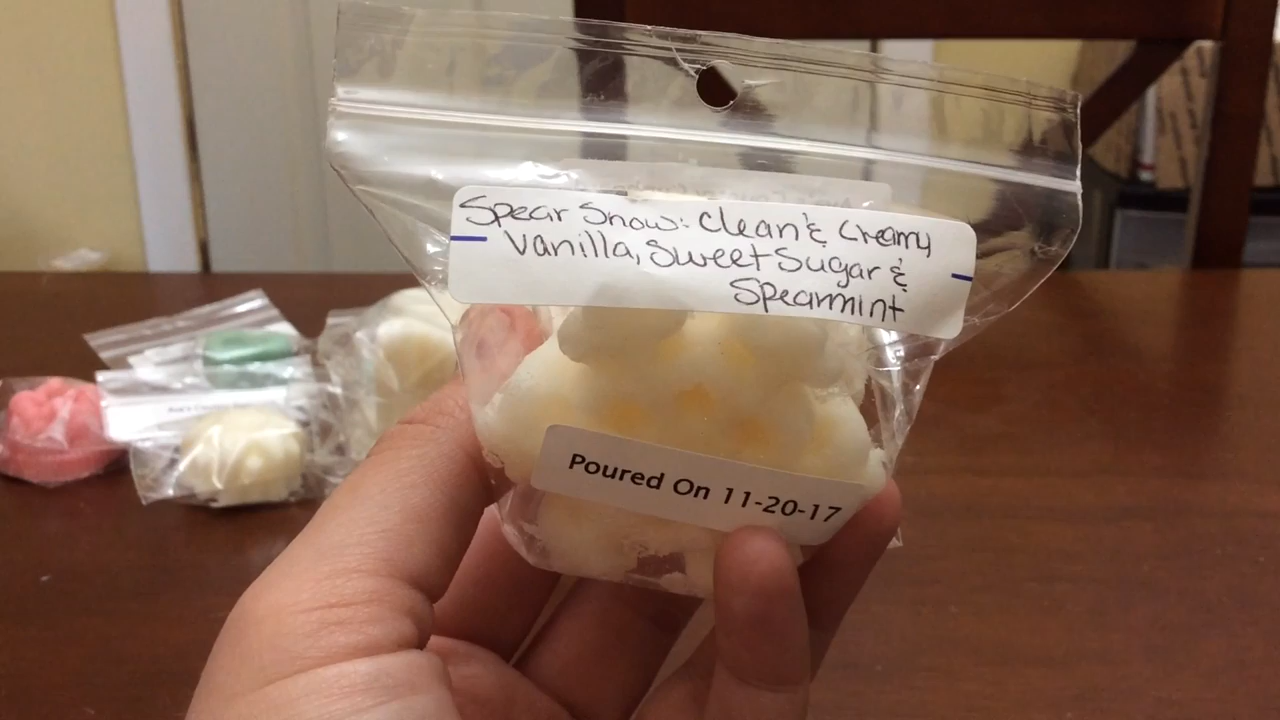 Spear Snow: Clean & Creamy
Vanilla, Sweet Sugar &
Spearmint
Poured On 11-20-17